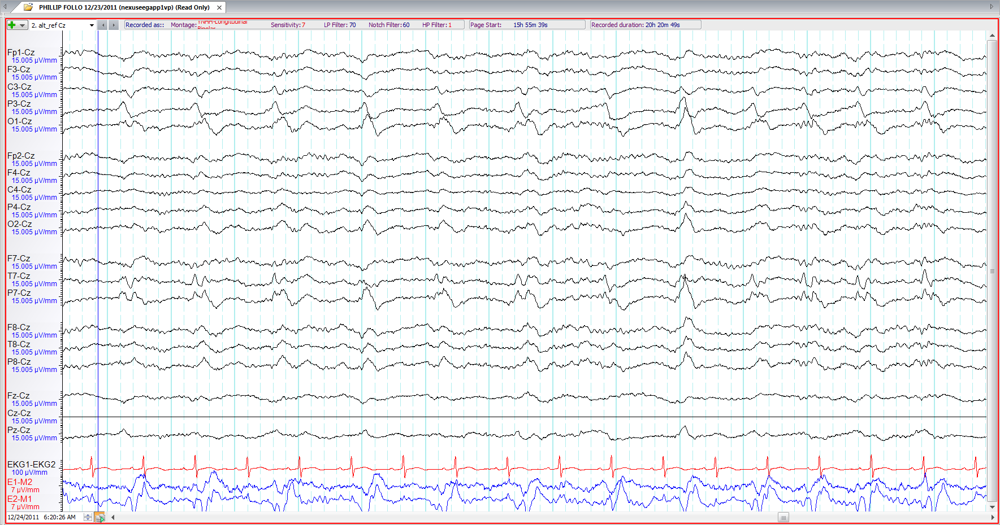 PHILLIP FOLLO 12/23/2011 (nexuseegapp1vp) (Read Only)
2. alt_ref Cz
Recorded as:: Montage: YNHH-Longitudinal Bipolar Sensitivity: 7 LP Filter: 70 Notch Filter: 60 HP Filter: 1 Page Start: 15h 55m 39s Recorded duration: 20h 20m 49s
Fp1-Cz
15.005 µV/mm
F3-Cz
15.005 µV/mm
C3-Cz
15.005 µV/mm
P3-Cz
15.005 µV/mm
O1-Cz
15.005 µV/mm
Fp2-Cz
15.005 µV/mm
F4-Cz
15.005 µV/mm
C4-Cz
15.005 µV/mm
P4-Cz
15.005 µV/mm
O2-Cz
15.005 µV/mm
F7-Cz
15.005 µV/mm
T7-Cz
15.005 µV/mm
P7-Cz
15.005 µV/mm
F8-Cz
15.005 µV/mm
T8-Cz
15.005 µV/mm
P8-Cz
15.005 µV/mm
Fz-Cz
15.005 µV/mm
Cz-Cz
15.005 µV/mm
Pz-Cz
15.005 µV/mm
EKG1-EKG2
100 µV/mm
E1-M2
7 µV/mm
E2-M1
7 µV/mm
12/24/2011 6:20:26 AM